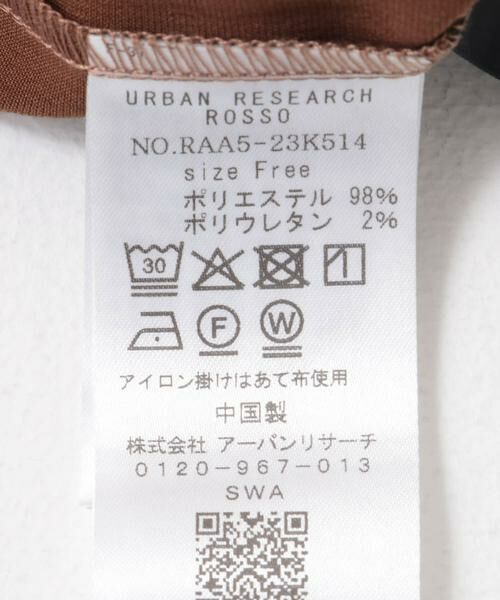 URBAN RESEARCH
ROSSO
NO.RAA5-23K514
size Free
ポリエステル 98%
ポリウレタン 2%
30
F W
アイロン掛けはあて布使用
中国製
株式会社 アーバンリサーチ
0120-967-013
SWA